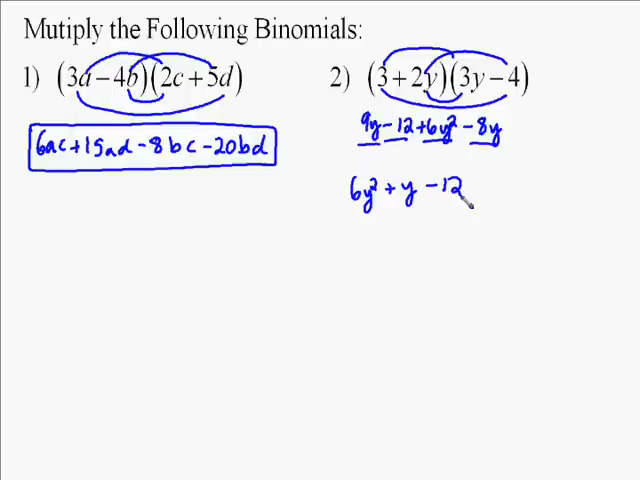 Mutiply the Following Binomials:
1) (3a − 4b)(2c + 5d)
6ac + 15ad - 8bc - 20bd
2) (3 + 2y)(3y − 4)
9y - 12 + 6y² - 8y
6y² + y - 12